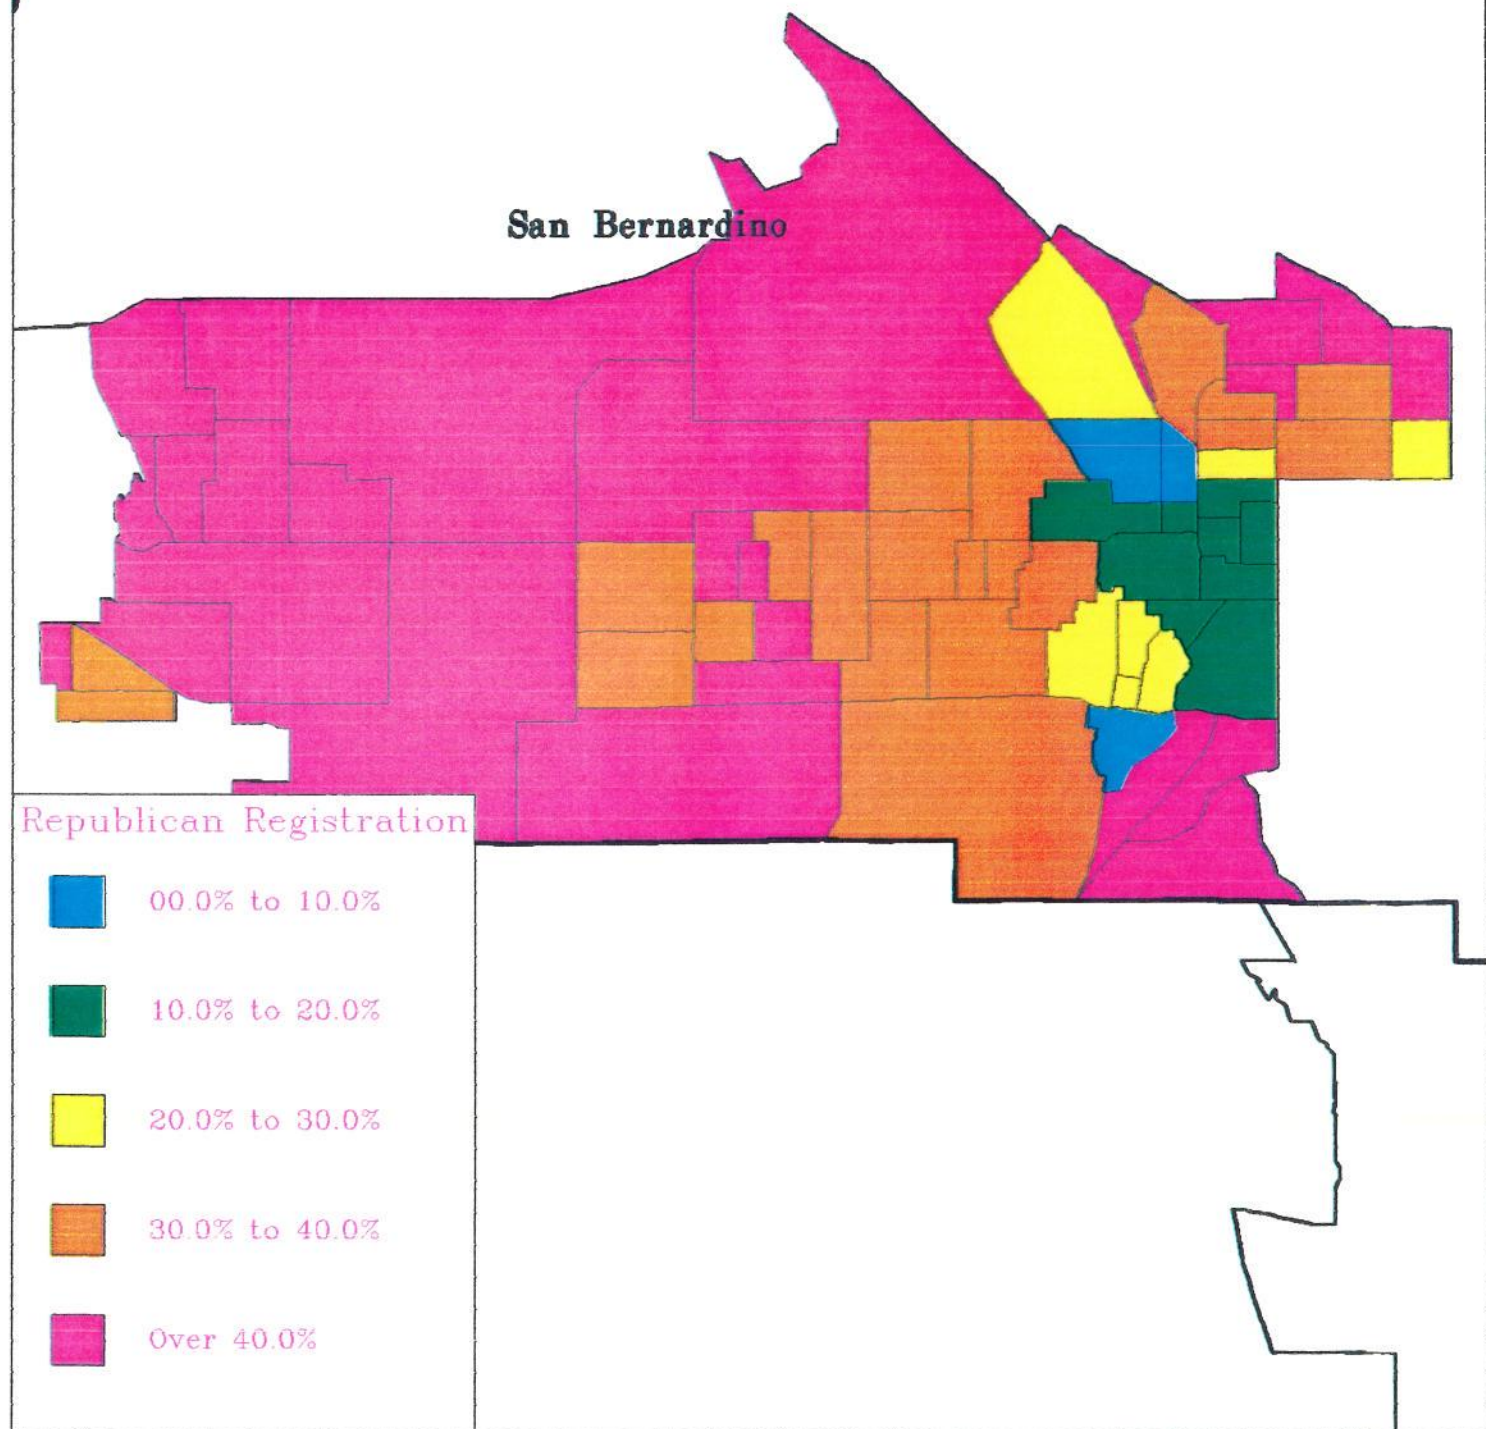 San Bernardino
Republican Registration
00.0% to 10.0%
10.0% to 20.0%
20.0% to 30.0%
30.0% to 40.0%
Over 40.0%